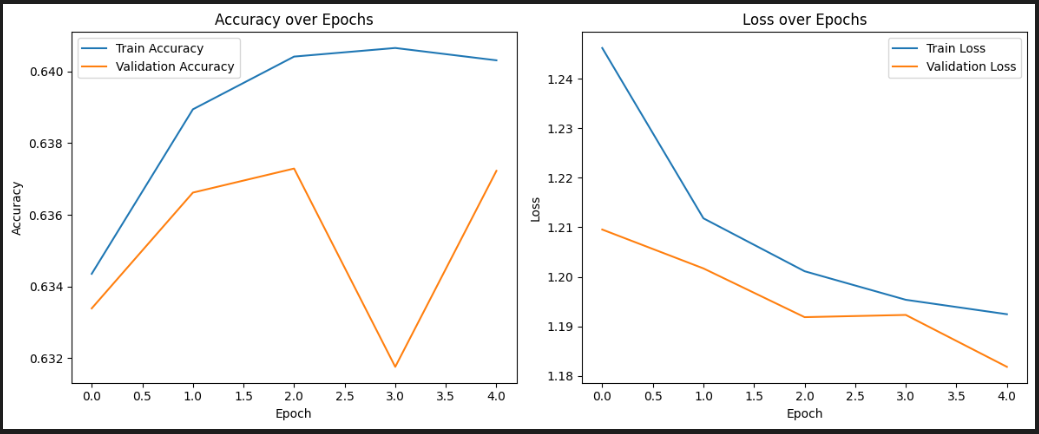 Accuracy over Epochs
Train Accuracy
Validation Accuracy
0.640
0.638
0.636
0.634
0.632
Accuracy
0.0 0.5 1.0 1.5 2.0 2.5 3.0 3.5 4.0
Epoch
Loss over Epochs
Train Loss
Validation Loss
1.24
1.23
1.22
1.21
1.20
1.19
1.18
Loss
0.0 0.5 1.0 1.5 2.0 2.5 3.0 3.5 4.0
Epoch